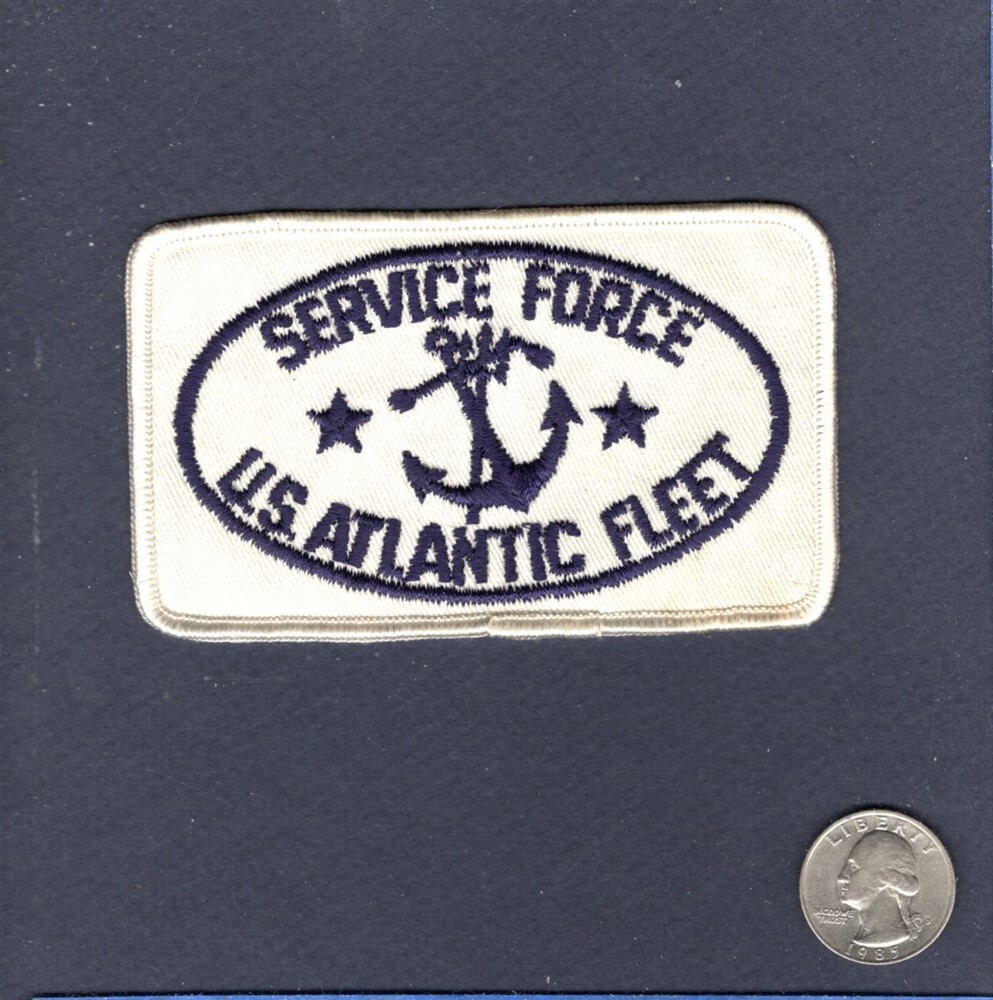 SERVICE FORCE
U.S. ATLANTIC FLEET
LIBERTY
IN GOD WE
TRUST
D
1985